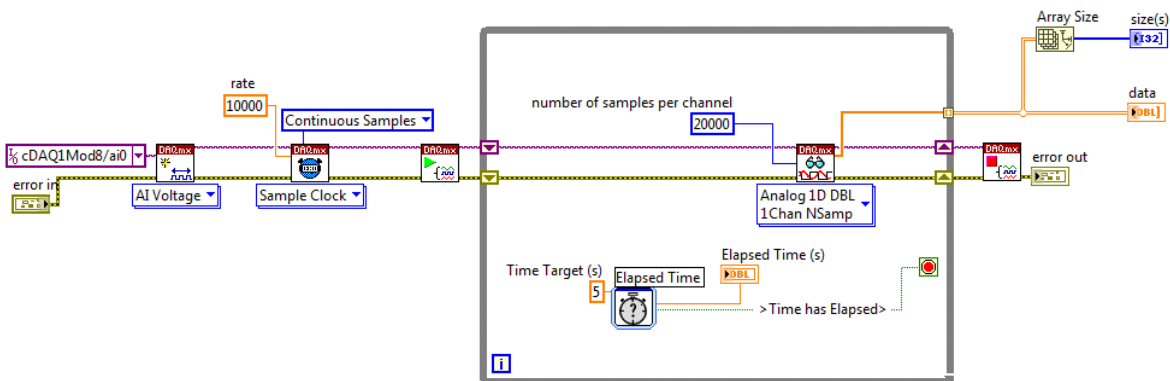 Array Size
size(s)
I32
rate
10000
data
DBL
Continuous Samples
number of samples per channel
20000
DAQmx
DAQmx
DAQmx
DAQmx
DAQmx
I/O cDAQ1Mod8/ai0
error in
error out
AI Voltage
Sample Clock
Analog 1D DBL
1Chan NSamp
Elapsed Time (s)
Time Target (s)
Elapsed Time
DBL
5
?
>Time has Elapsed>
i